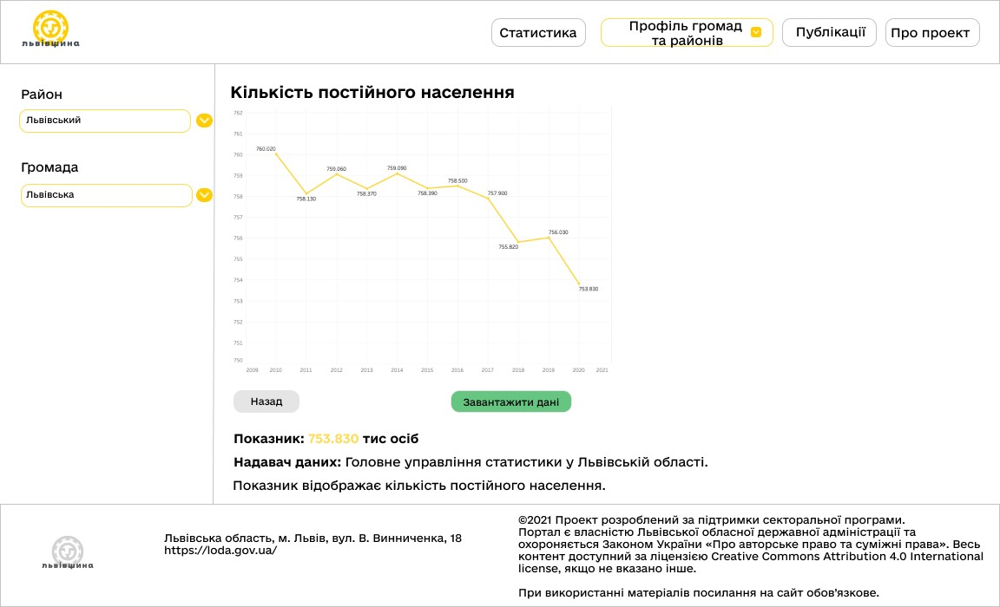 львівщина
Статистика
Профіль громад
та районів
Публікації
Про проект
Район
Львівський
Громада
Львівська
Кількість постійного населення
762
761
760
759
758
757
756
755
754
753
752
751
750
760.020
758.130
759.060
758.370
759.090
758.390
758.500
757.900
755.820
756.030
753.830
2009 2010 2011 2012 2013 2014 2015 2016 2017 2018 2019 2020 2021
Назад
Завантажити дані
Показник: 753.830 тис осіб
Надавач даних: Головне управління статистики у Львівській області.
Показник відображає кількість постійного населення.
львівщина
Львівська область, м. Львів, вул. В. Винниченка, 18
https://loda.gov.ua/
©2021 Проект розроблений за підтримки секторальної програми.
Портал є власністю Львівської обласної державної адміністрації та
охороняється Законом України «Про авторське право та суміжні права». Весь
контент доступний за ліцензією Creative Commons Attribution 4.0 International
license, якщо не вказано інше.
При використанні матеріалів посилання на сайт обов’язкове.